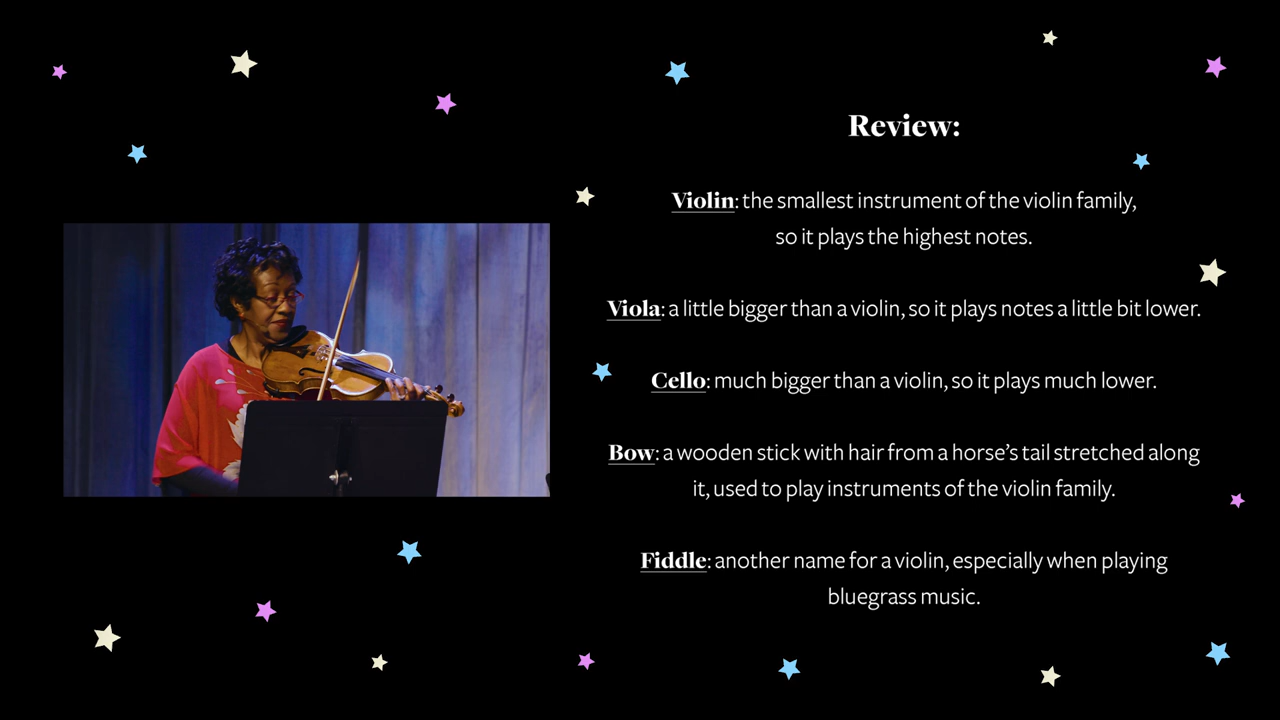 Review:
Violin: the smallest instrument of the violin family,
so it plays the highest notes.
Viola: a little bigger than a violin, so it plays notes a little bit lower.
Cello: much bigger than a violin, so it plays much lower.
Bow: a wooden stick with hair from a horse’s tail stretched along
it, used to play instruments of the violin family.
Fiddle: another name for a violin, especially when playing
bluegrass music.